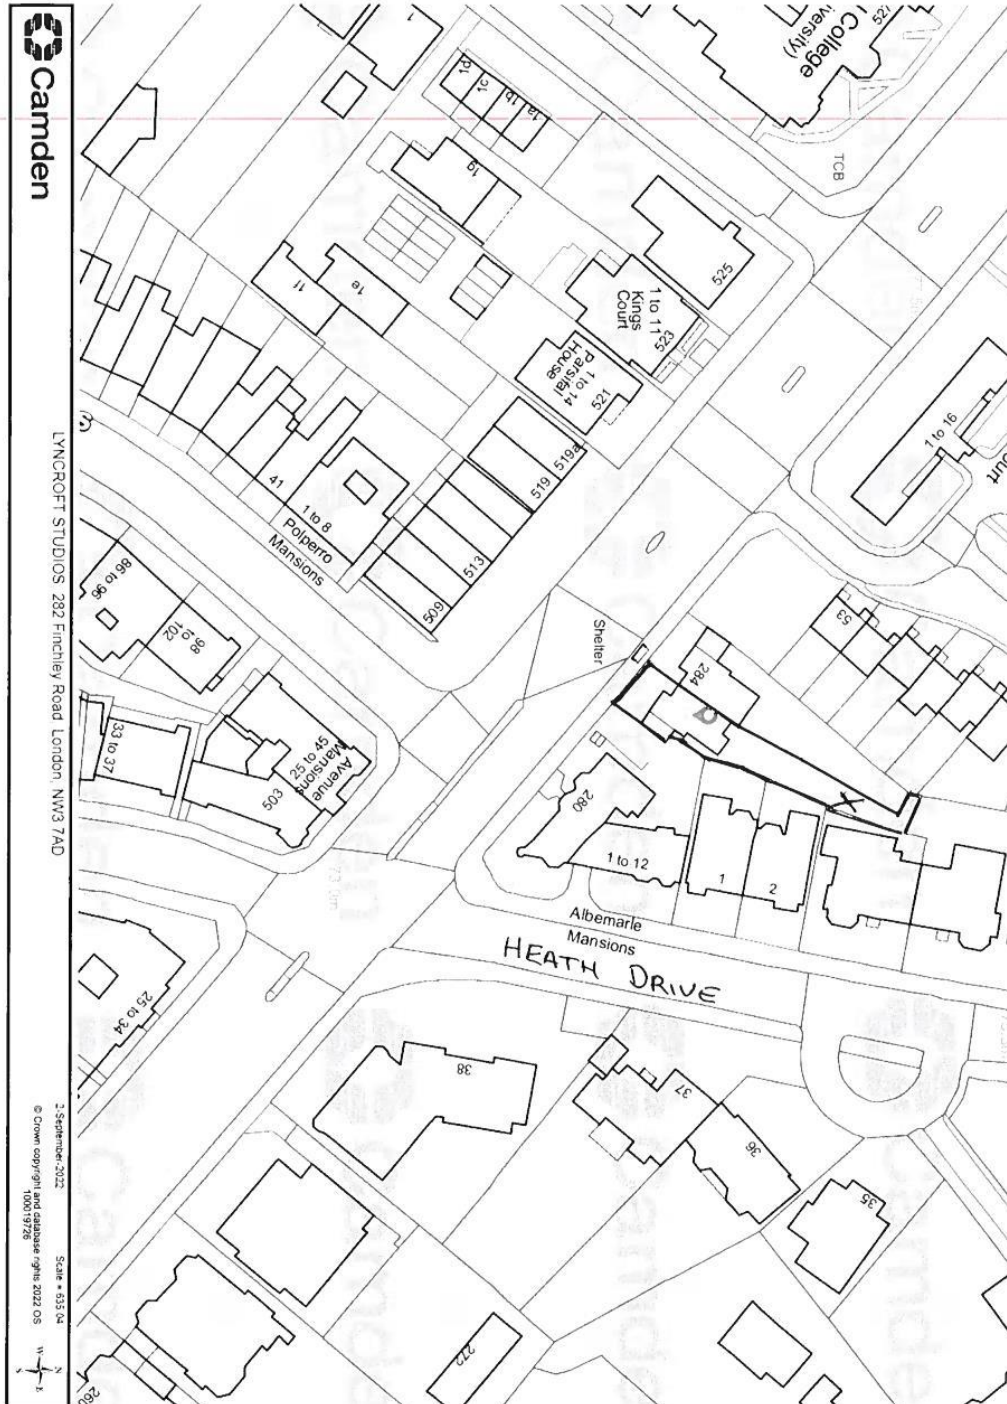 Camden
LYNCROFT STUDIOS 282 Finchley Road London, NW3 7AD
2-September-2022
Scale = 635.04
© Crown copyright and database rights 2022 OS
100019726
N
W
E
S
College
527
TCB
1
1d
1c
1b
1a
1g
1f
1e
525
1 to 11
Kings
Court
523
1 to 14
Parsifal
House
521
519a
519
513
509
1 to 16
41
1 to 8
Polperro
Mansions
86 to 96
98
to
102
33 to 37
25 to 45
Avenue
Mansions
503
25 to 34
Shelter
53
284
X
280
1 to 12
1
2
Albemarle
Mansions
HEATH DRIVE
38
37
36
35
272
260